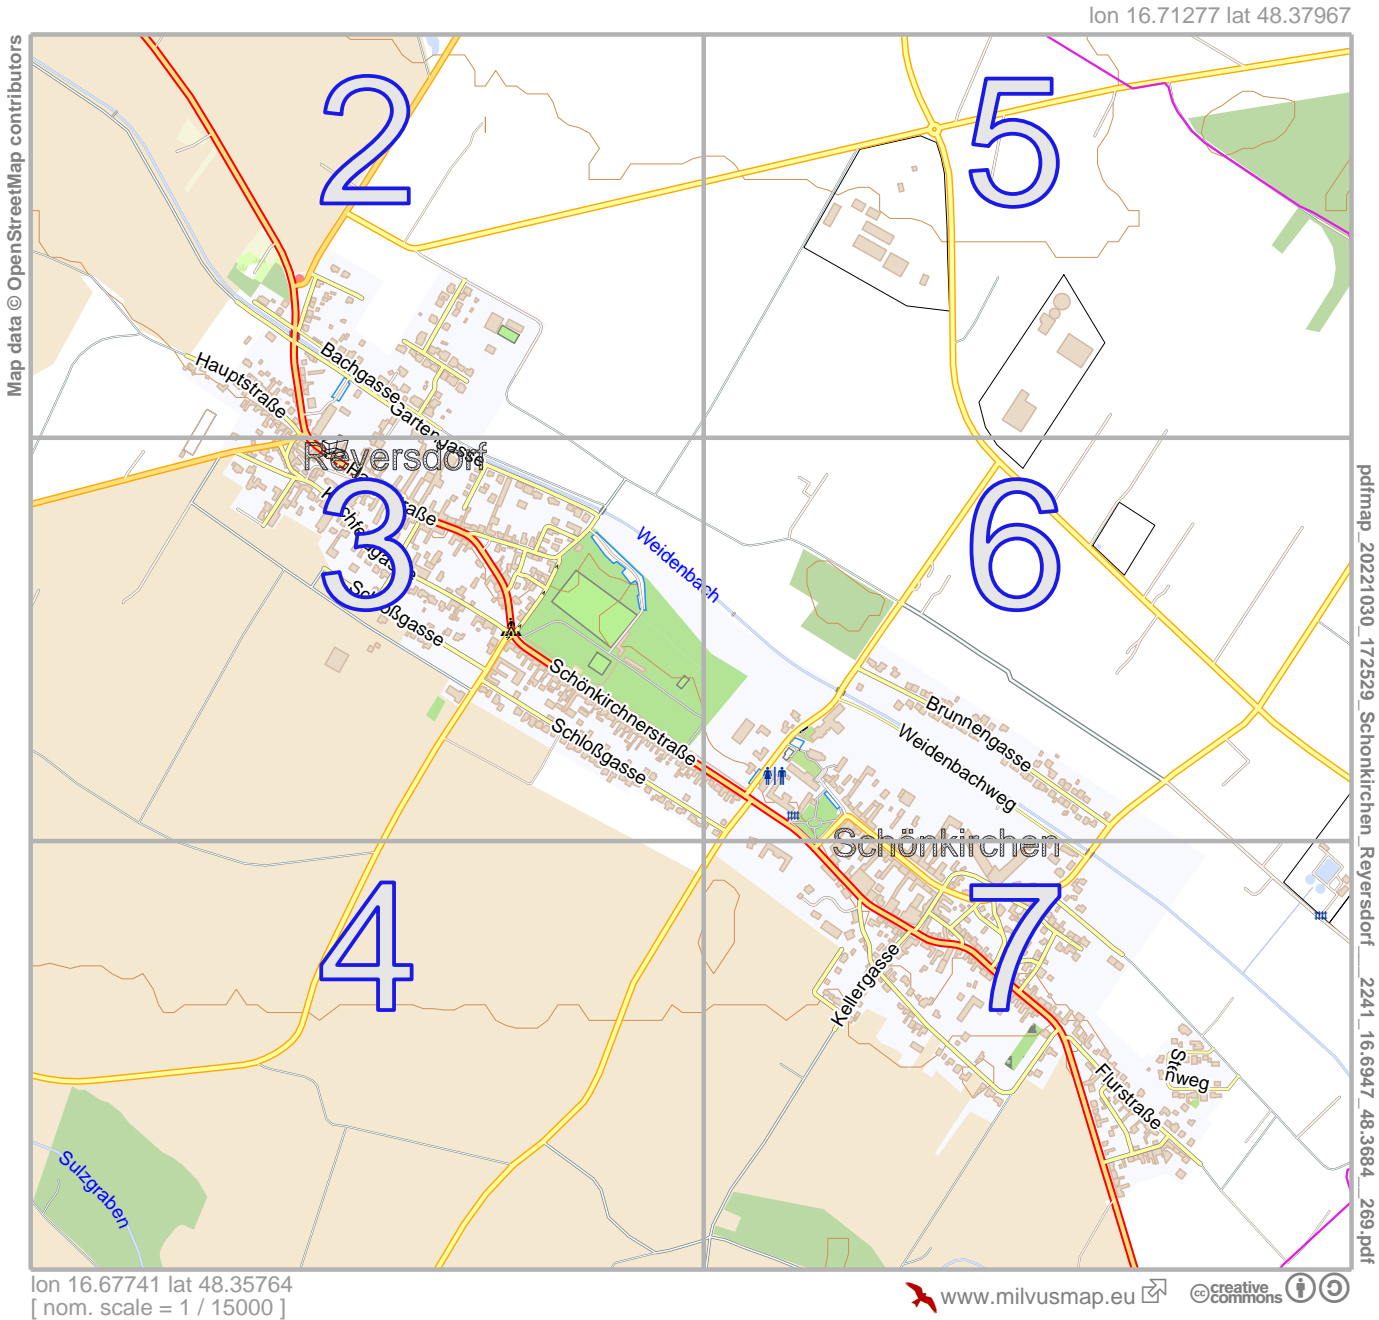 lon 16.71277 lat 48.37967
Map data © OpenStreetMap contributors
2
5
Bachgasse
Hauptstraße
Gartengasse
Reyersdorf
3
6
Weidenbach
Schloßgasse
Schönkirchnerstraße
Schloßgasse
Brunnengasse
Weidenbachweg
Schönkirchen
4
7
Kellergasse
Flurstraße
Sulzgraben
pdfmap_20221030_172529_Schonkirchen_Reyersdorf___2241_16.6947_48.3684__269.pdf
lon 16.67741 lat 48.35764
[ nom. scale = 1 / 15000 ]
www.milvusmap.eu
cc creative commons